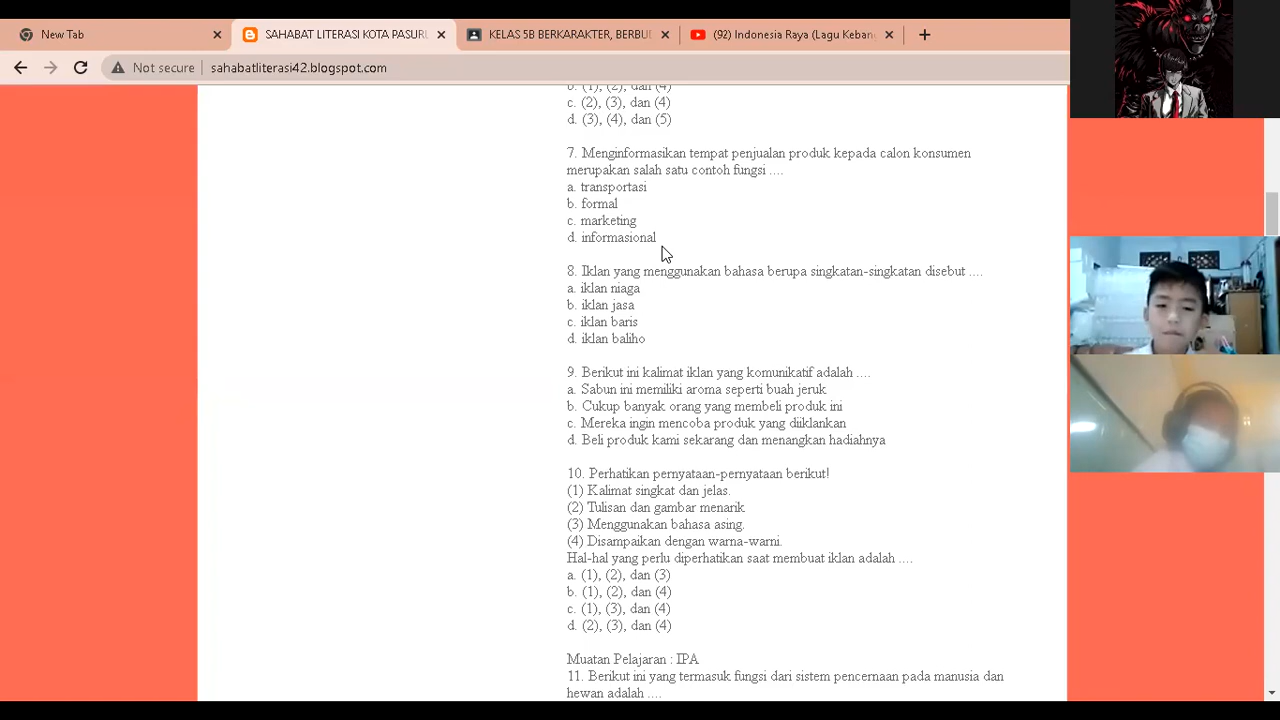 New Tab
SAHABAT LITERASI KOTA PASURU
KELAS 5B BERKARAKTER, BERBU
(92) Indonesia Raya (Lagu Keban
Not secure
sahabatliterasi42.blogspot.com
b. (1), (2), dan (4)
c. (2), (3), dan (4)
d. (3), (4), dan (5)
7. Menginformasikan tempat penjualan produk kepada calon konsumen
merupakan salah satu contoh fungsi ....
a. transportasi
b. formal
c. marketing
d. informasional
8. Iklan yang menggunakan bahasa berupa singkatan-singkatan disebut ....
a. iklan niaga
b. iklan jasa
c. iklan baris
d. iklan baliho
9. Berikut ini kalimat iklan yang komunikatif adalah ....
a. Sabun ini memiliki aroma seperti buah jeruk
b. Cukup banyak orang yang membeli produk ini
c. Mereka ingin mencoba produk yang diiklankan
d. Beli produk kami sekarang dan menangkan hadiahnya
10. Perhatikan pernyataan-pernyataan berikut!
(1) Kalimat singkat dan jelas.
(2) Tulisan dan gambar menarik.
(3) Menggunakan bahasa asing.
(4) Disampaikan dengan warna-warni.
Hal-hal yang perlu diperhatikan saat membuat iklan adalah ....
a. (1), (2), dan (3)
b. (1), (2), dan (4)
c. (1), (3), dan (4)
d. (2), (3), dan (4)
Muatan Pelajaran : IPA
11. Berikut ini yang termasuk fungsi dari sistem pencernaan pada manusia dan
hewan adalah ....